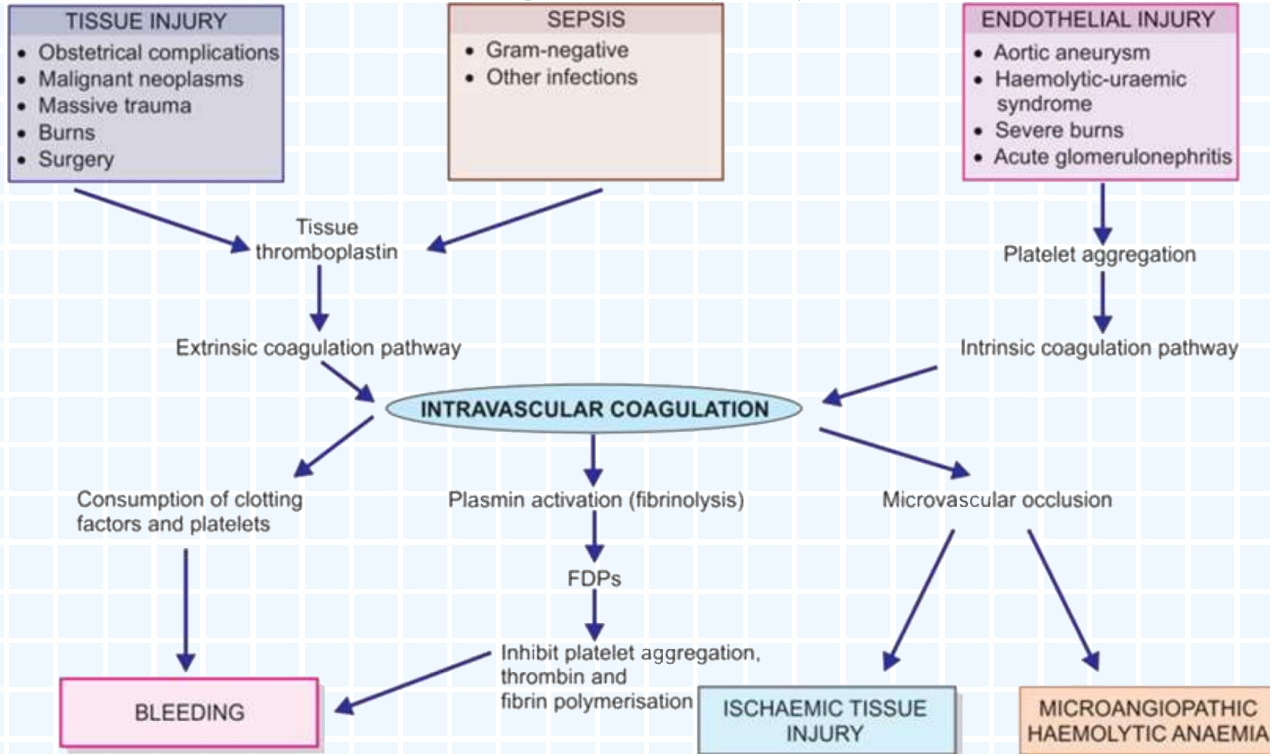 TISSUE INJURY
• Obstetrical complications
• Malignant neoplasms
• Massive trauma
• Burns
• Surgery
SEPSIS
• Gram-negative
• Other infections
ENDOTHELIAL INJURY
• Aortic aneurysm
• Haemolytic-uraemic
syndrome
• Severe burns
• Acute glomerulonephritis
Tissue
thromboplastin
Platelet aggregation
Extrinsic coagulation pathway
Intrinsic coagulation pathway
INTRAVASCULAR COAGULATION
Consumption of clotting
factors and platelets
Plasmin activation (fibrinolysis)
Microvascular occlusion
FDPs
Inhibit platelet aggregation,
thrombin and
fibrin polymerisation
BLEEDING
ISCHAEMIC TISSUE
INJURY
MICROANGIOPATHIC
HAEMOLYTIC ANAEMIA